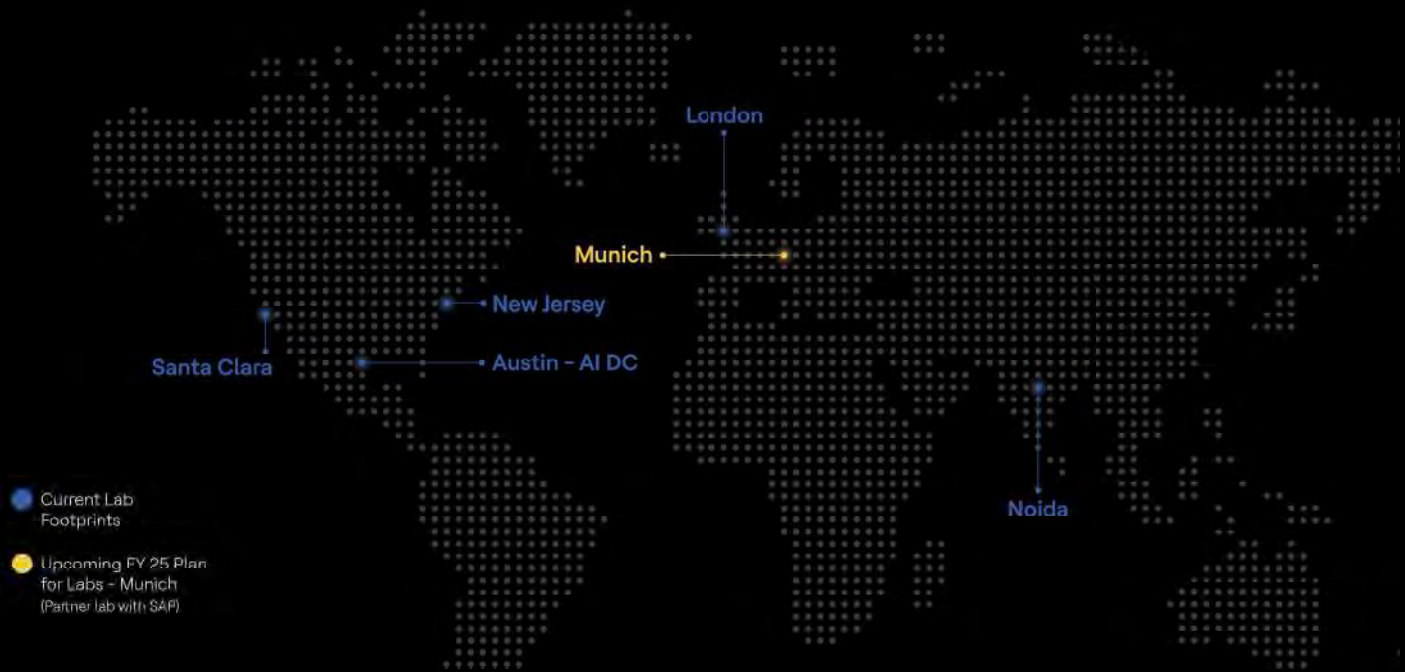 London
Munich
New Jersey
Santa Clara
Austin – AI DC
Noida
Current Lab
Footprints
Upcoming FY 25 Plan
for Labs – Munich
(Partner lab with SAP)